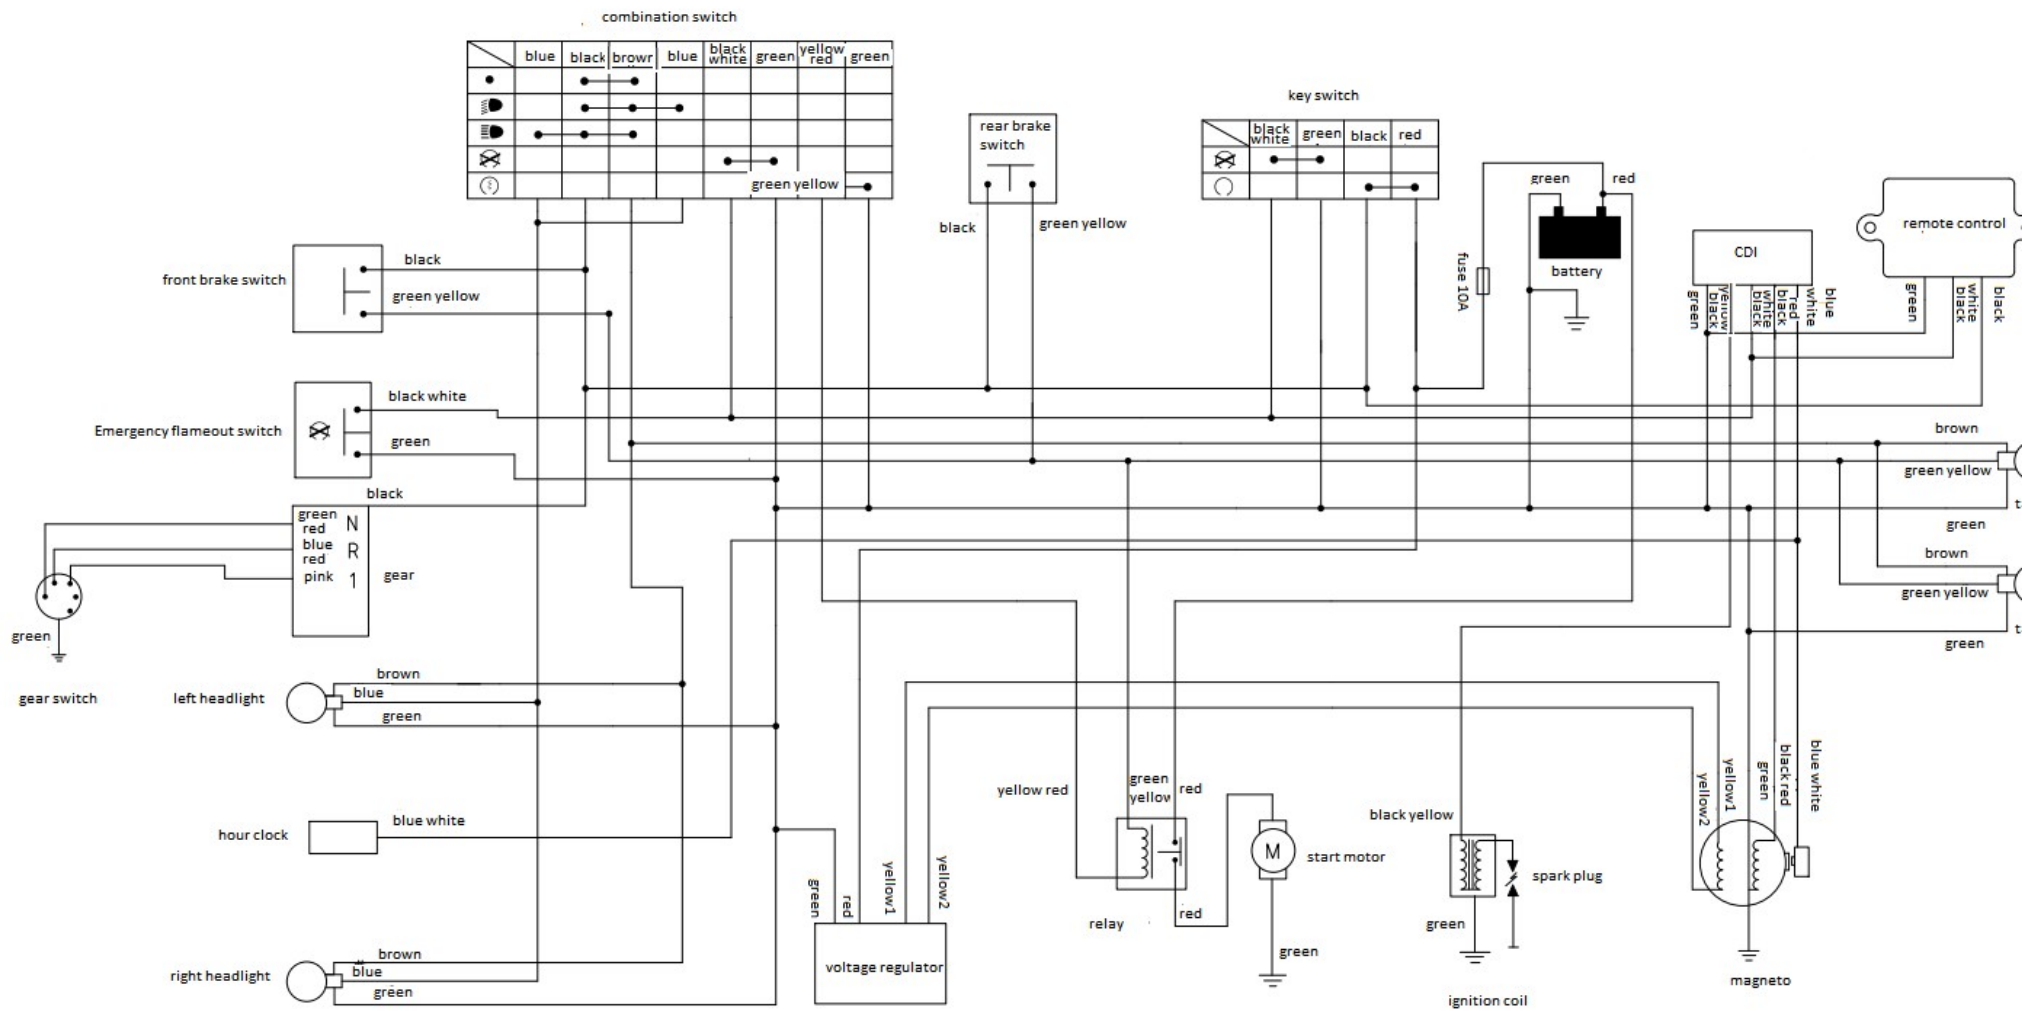 combination switch
blue black browr blue black white green yellow red green
green yellow
key switch
black white green black red
rear brake
switch
black
green yellow
green
red
battery
fuse 10A
CDI
remote control
green
yellow black
white black
red black
blue white
green
white black
black
front brake switch
black
green yellow
Emergency flameout switch
black white
green
brown
green yellow
green
t
brown
green yellow
green
t
black
green
red
N
blue
red
R
pink
1
gear
green
gear switch
left headlight
brown
blue
green
hour clock
blue white
right headlight
brown
blue
green
green
red
yellow1
yellow2
voltage regulator
yellow red
green
yellow
red
red
relay
M
start motor
green
black yellow
spark plug
green
ignition coil
yellow2
yellow1
green
black red
blue white
magneto